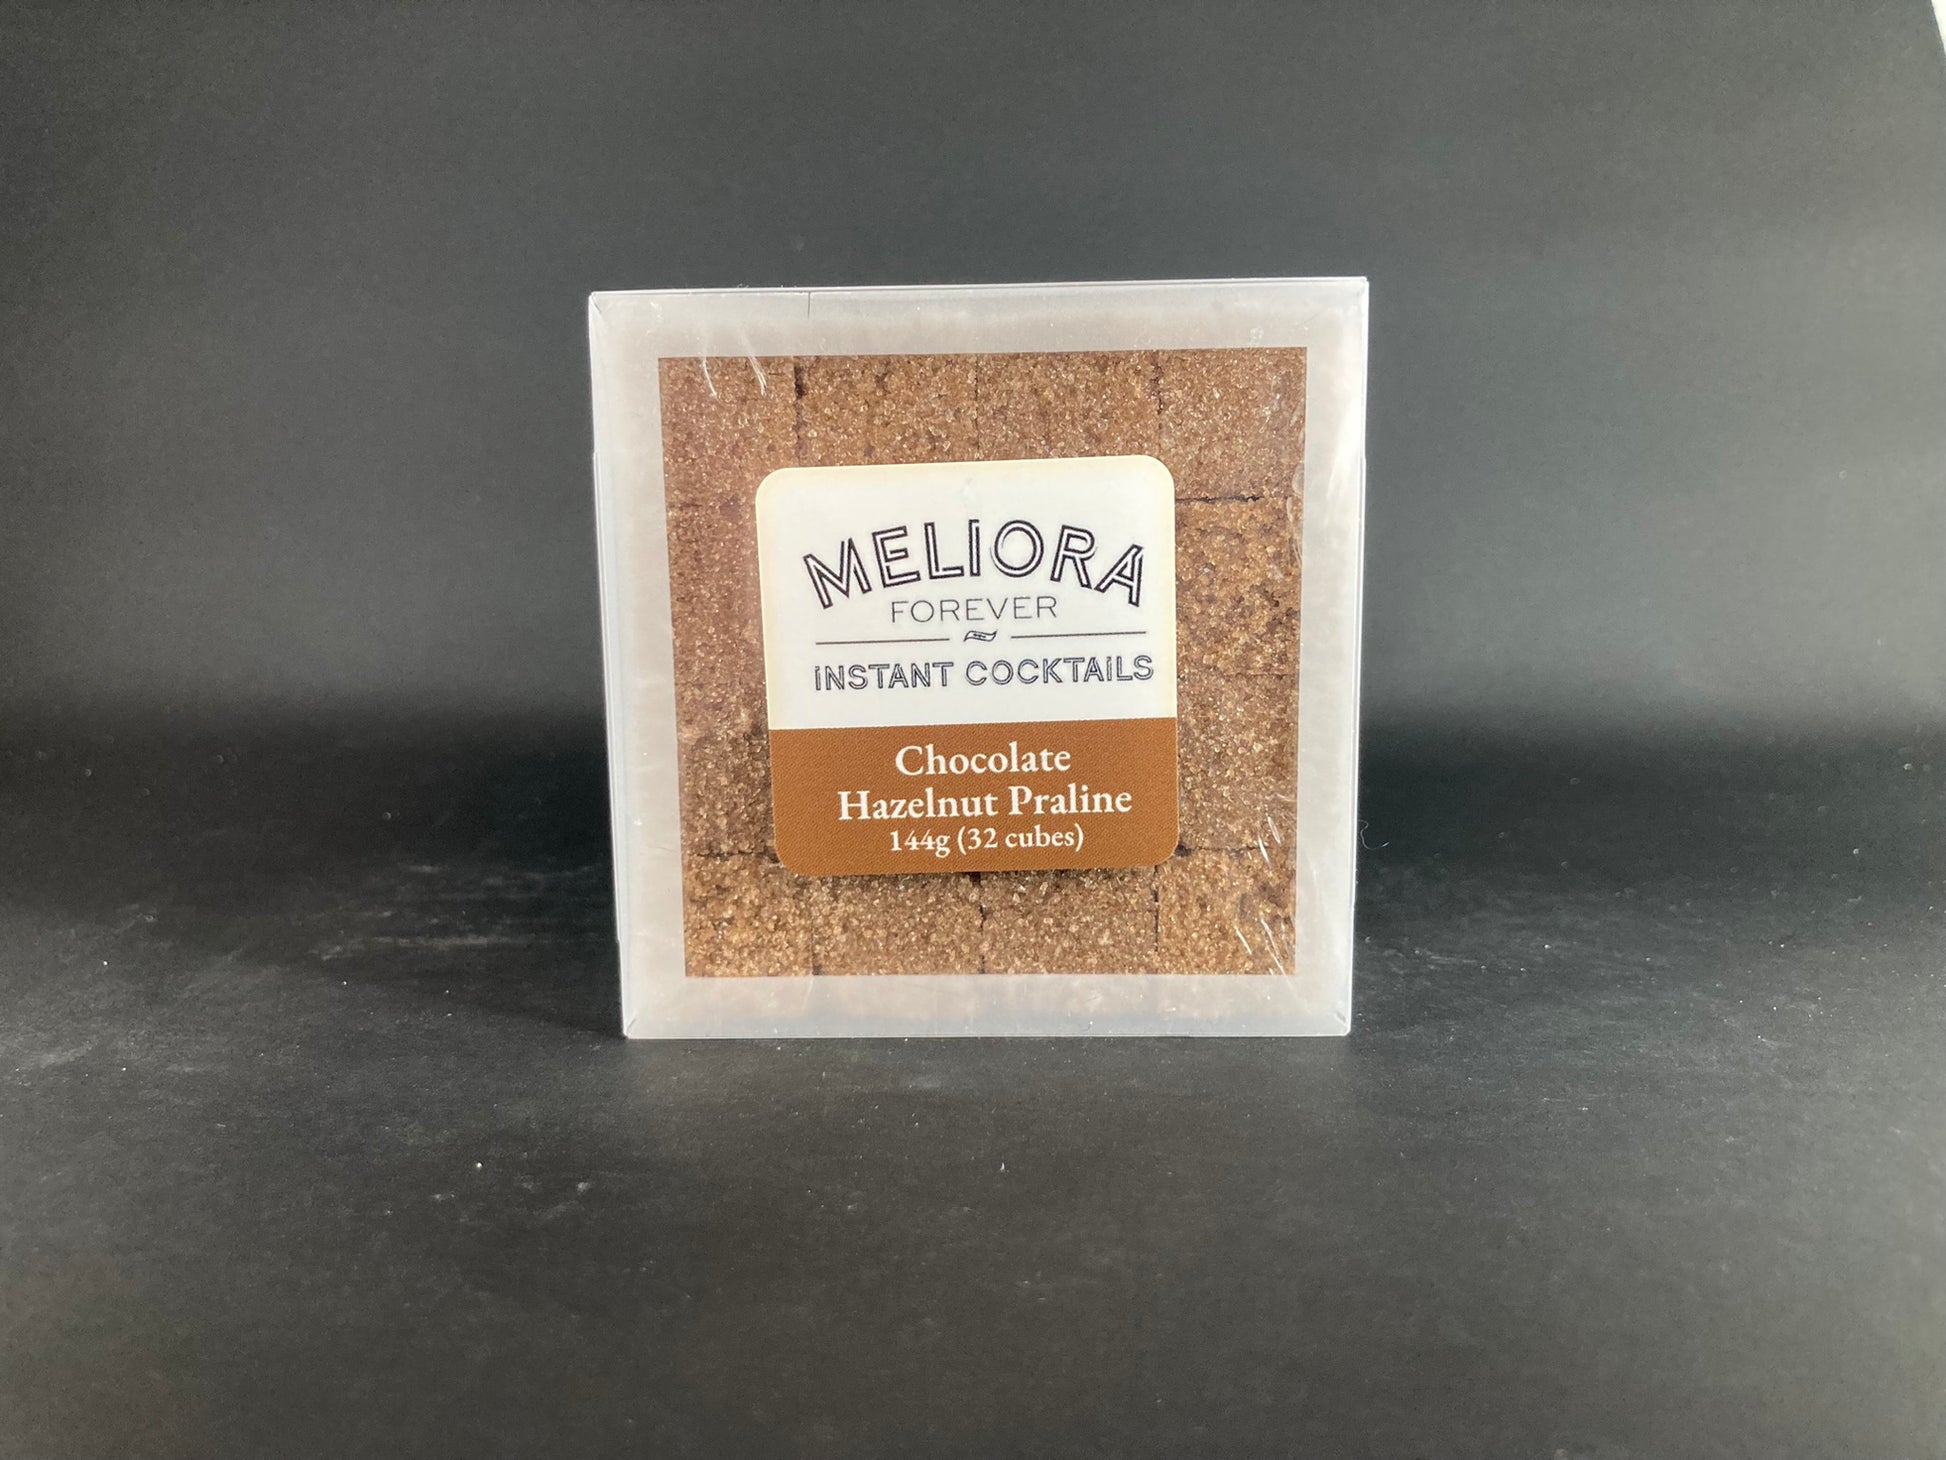 MELIORA
FOREVER
INSTANT COCKTAILS
Chocolate
Hazelnut Praline
144g (32 cubes)